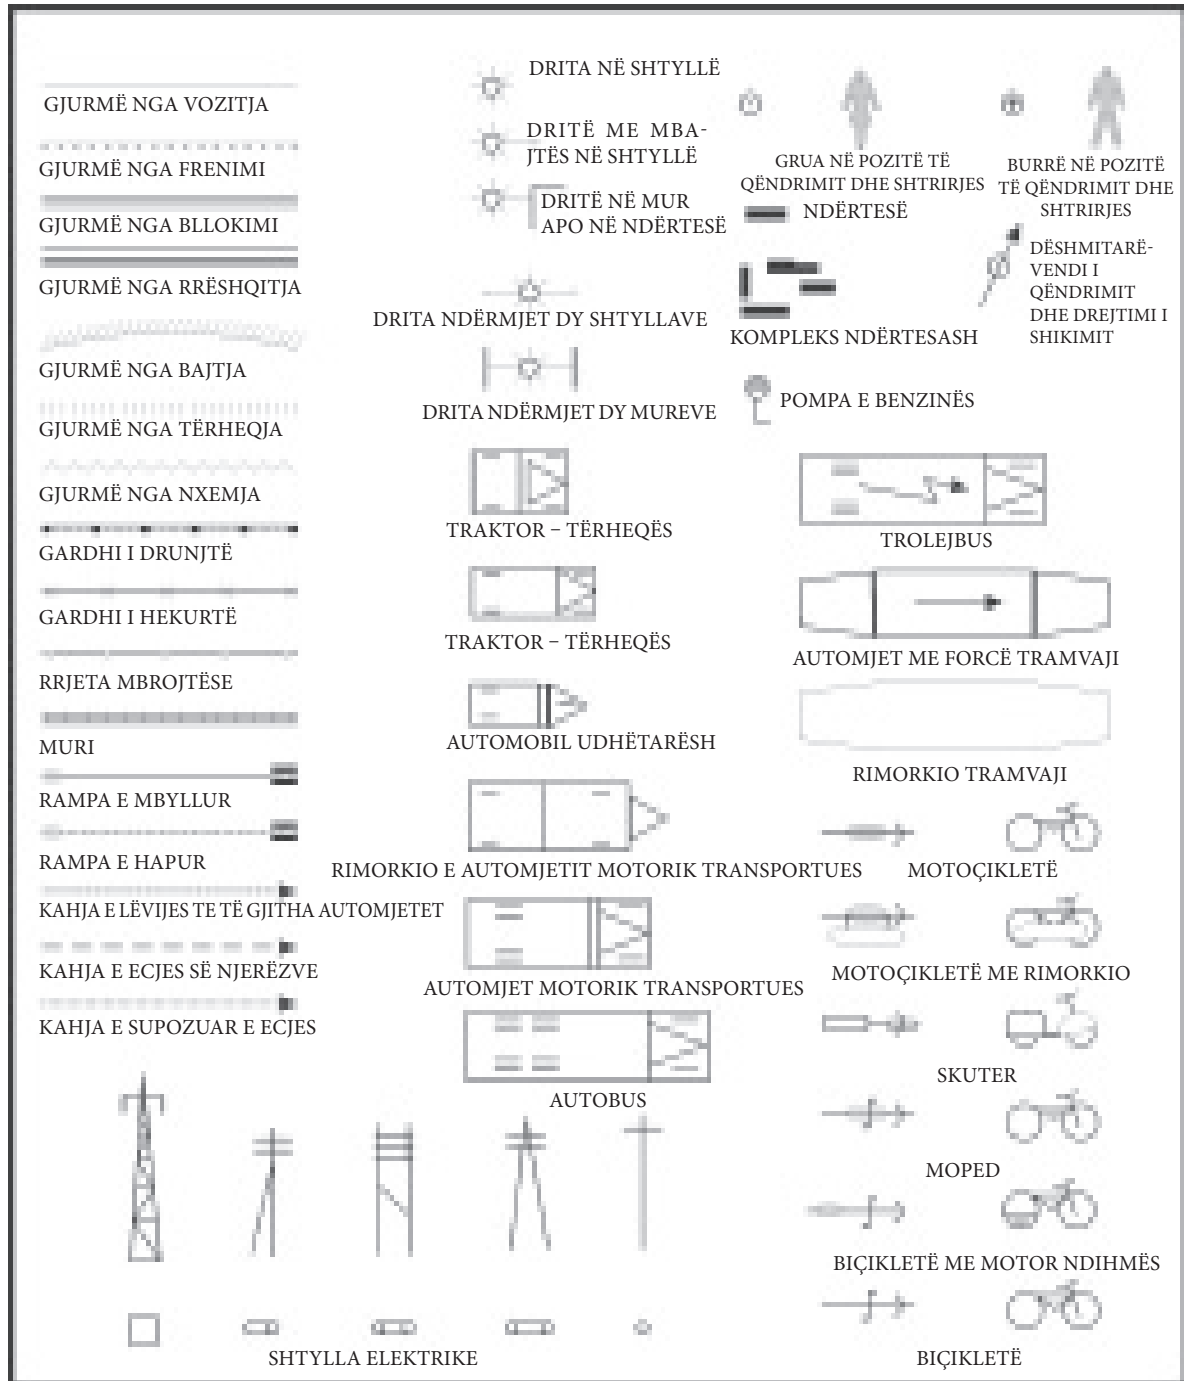 GJURMË NGA VOZITJA
GJURMË NGA FRENIMI
GJURMË NGA BLLOKIMI
GJURMË NGA RRËSHQITJA
GJURMË NGA BAJTJA
GJURMË NGA TËRHEQJA
GJURMË NGA NXEMJA
GARDHI I DRUNJTË
GARDHI I HEKURTË
RRJETA MBROJTËSE
MURI
RAMPA E MBYLLUR
RAMPA E HAPUR
KAHJA E LËVIJES TE TË GJITHA AUTOMJETET
KAHJA E ECJES SË NJERËZVE
KAHJA E SUPOZUAR E ECJES
DRITA NË SHTYLLË
DRITË ME MBA-
JTËS NË SHTYLLË
DRITË NË MUR
APO NË NDËRTESË
DRITA NDËRMJET DY SHTYLLAVE
DRITA NDËRMJET DY MUREVE
TRAKTOR – TËRHEQËS
TRAKTOR – TËRHEQËS
AUTOMOBIL UDHËTARËSH
RIMORKIO E AUTOMJETIT MOTORIK TRANSPORTUES
AUTOMJET MOTORIK TRANSPORTUES
AUTOBUS
GRUA NË POZITË TË
QËNDRIMIT DHE SHTRIRJES
BURRË NË POZITË
TË QËNDRIMIT DHE
SHTRIRJES
NDËRTESË
DËSHMITARË-
VENDI I
QËNDRIMIT
DHE DREJTIMI I
SHIKIMIT
KOMPLEKS NDËRTESASH
POMPA E BENZINËS
TROLEJBUS
AUTOMJET ME FORCË TRAMVAJI
RIMORKIO TRAMVAJI
MOTOÇIKLETË
MOTOÇIKLETË ME RIMORKIO
SKUTER
MOPED
BIÇIKLETË ME MOTOR NDIHMËS
BIÇIKLETË
SHTYLLA ELEKTRIKE